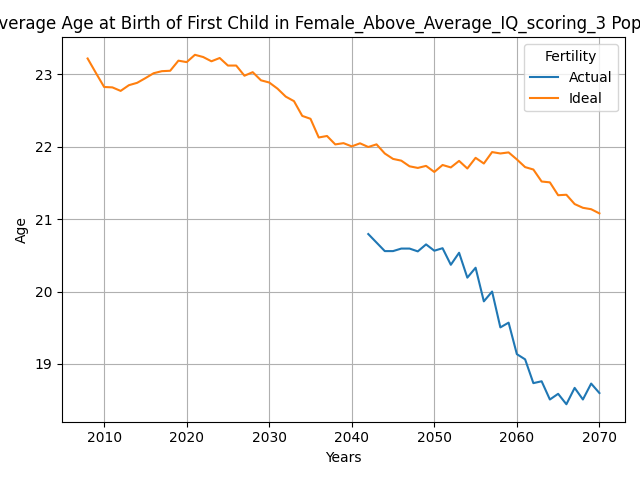 verage Age at Birth of First Child in Female_Above_Average_IQ_scoring_3 Pop
Fertility
Actual
Ideal
23
22
21
20
19
Age
2010 2020 2030 2040 2050 2060 2070
Years